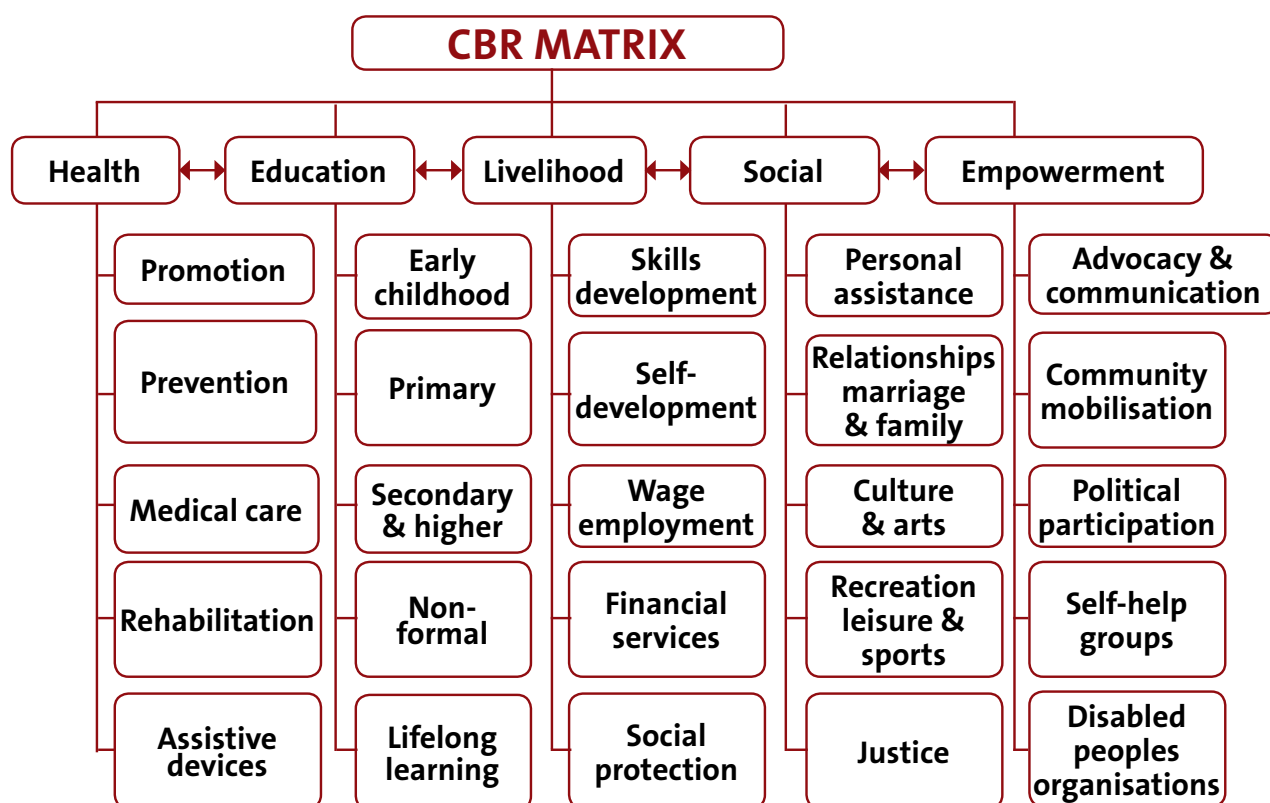 CBR MATRIX
Health
Education
Livelihood
Social
Empowerment
Promotion
Prevention
Medical care
Rehabilitation
Assistive
devices
Early
childhood
Primary
Secondary
& higher
Non-
formal
Lifelong
learning
Skills
development
Self-
development
Wage
employment
Financial
services
Social
protection
Personal
assistance
Relationships
marriage
& family
Culture
& arts
Recreation
leisure &
sports
Justice
Advocacy &
communication
Community
mobilisation
Political
participation
Self-help
groups
Disabled
peoples
organisations